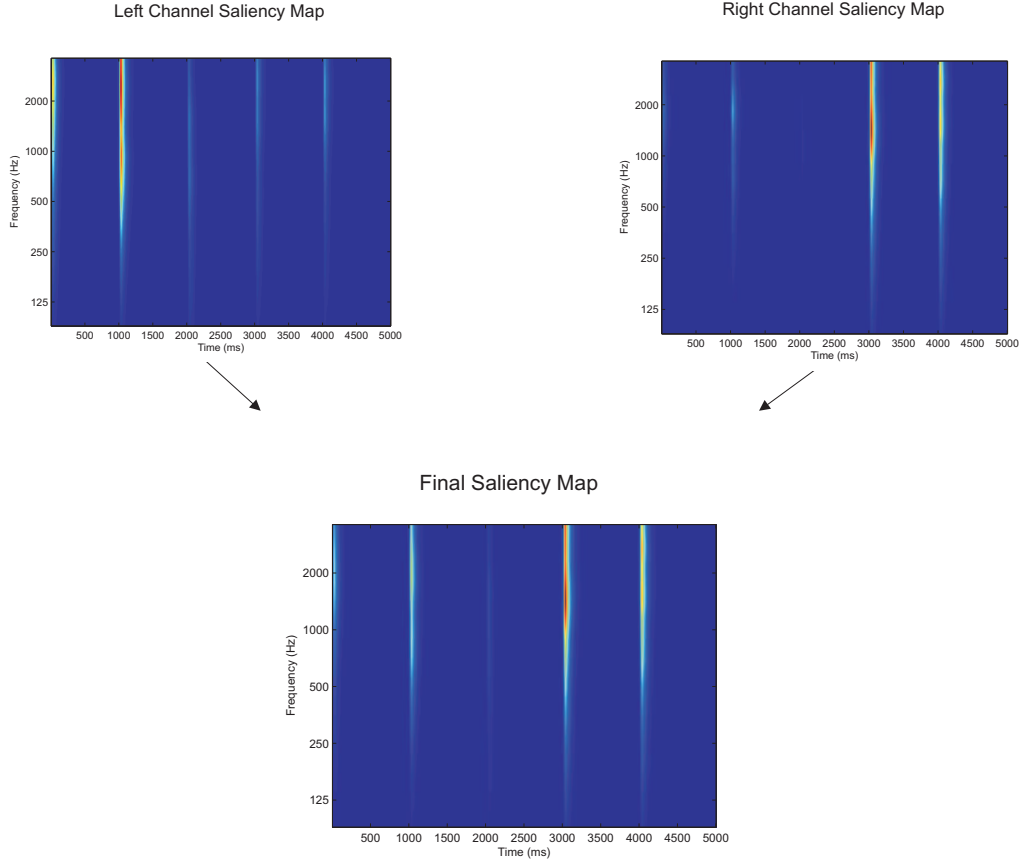 Left Channel Saliency Map
Right Channel Saliency Map
Frequency (Hz)
2000
1000
500
250
125
500 1000 1500 2000 2500 3000 3500 4000 4500 5000
Time (ms)
Frequency (Hz)
2000
1000
500
250
125
500 1000 1500 2000 2500 3000 3500 4000 4500 5000
Time (ms)
Final Saliency Map
Frequency (Hz)
2000
1000
500
250
125
500 1000 1500 2000 2500 3000 3500 4000 4500 5000
Time (ms)